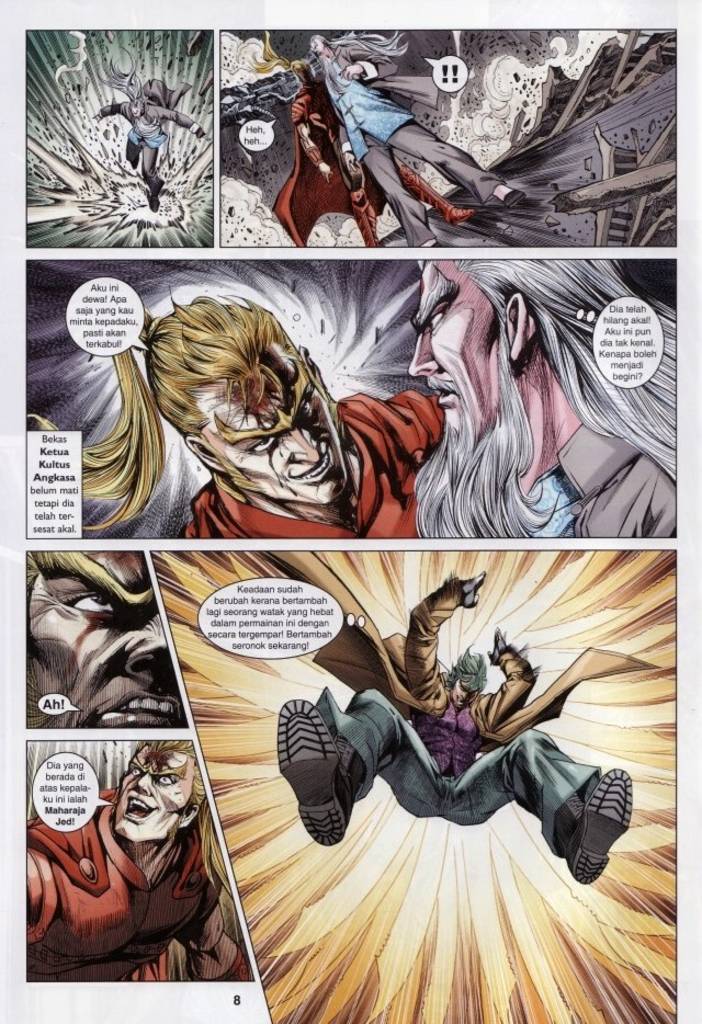 !!
Heh,
heh...
Aku ini
dewa! Apa
saja yang kau
minta kepadaku,
pasti akan
terkabul!
Dia telah
hilang akal!
Aku ini pun
dia tak kenal.
Kenapa boleh
menjadi
begini?
Bekas
Ketua
Kultus
Angkasa
belum mati
tetapi dia
telah ter-
sesat akal.
Ah!
Keadaan sudah
berubah kerana bertambah
lagi seorang watak yang hebat
dalam permainan ini dengan
secara tergempar! Bertambah
seronok sekarang!
Dia yang
berada di
atas kepala-
ku ini ialah
Maharaja
Jed!
8